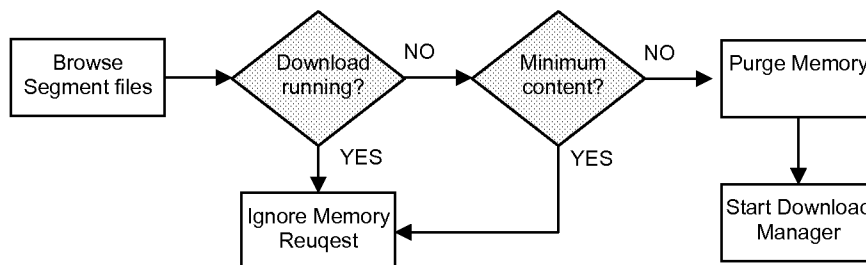 Browse
Segment files
Download
running?
NO
Minimum
content?
NO
Purge Memory
YES
YES
Ignore Memory
Reuqest
Start Download
Manager